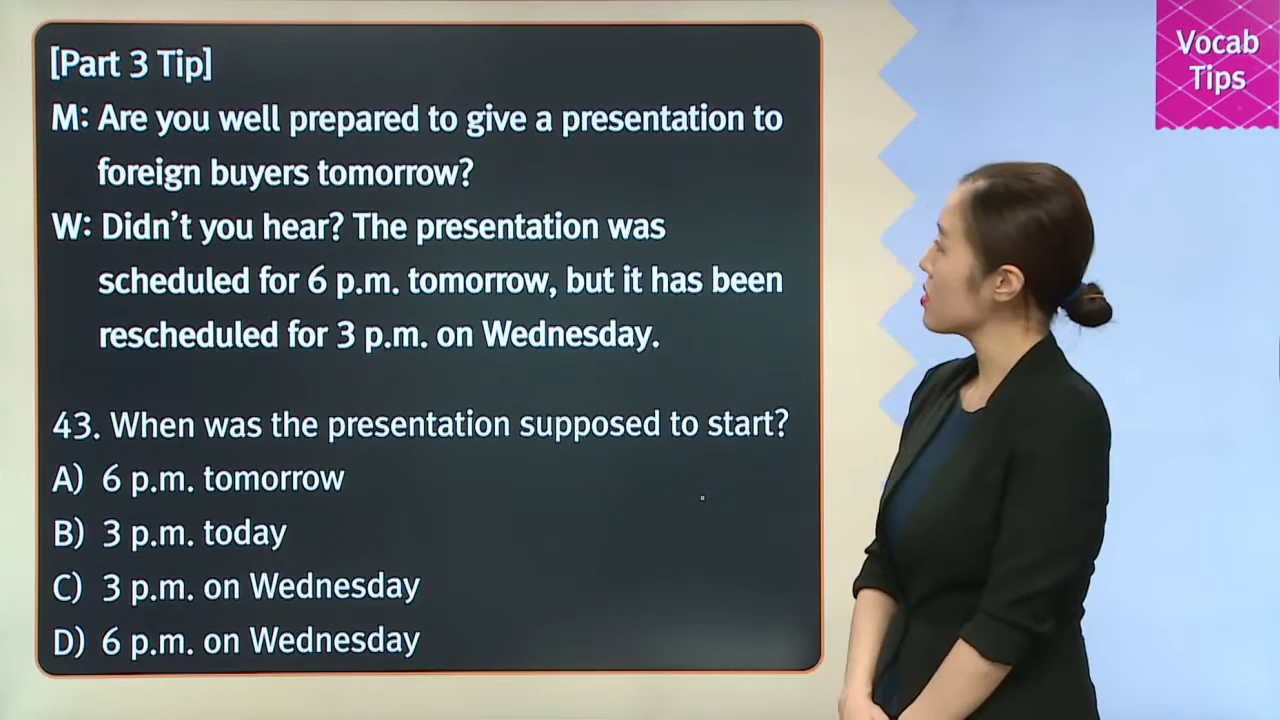 [Part 3 Tip]
M: Are you well prepared to give a presentation to
foreign buyers tomorrow?
W: Didn't you hear? The presentation was
scheduled for 6 p.m. tomorrow, but it has been
rescheduled for 3 p.m. on Wednesday.
43. When was the presentation supposed to start?
A) 6 p.m. tomorrow
B) 3 p.m. today
C) 3 p.m. on Wednesday
D) 6 p.m. on Wednesday
Vocab
Tips